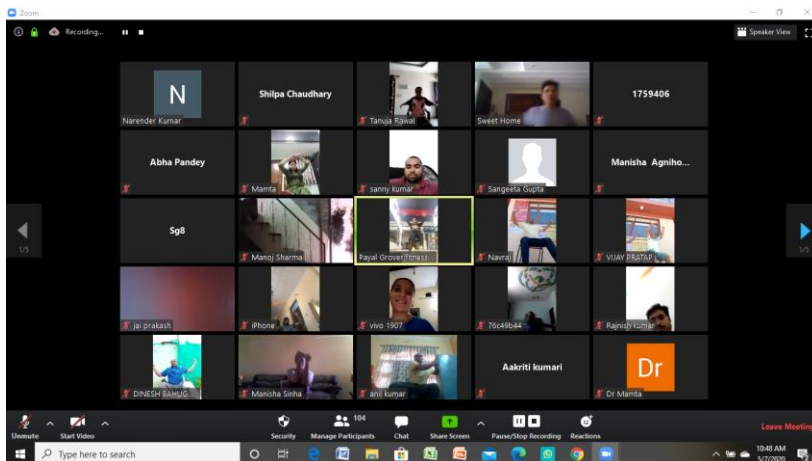 Zoom
Recording...
Speaker View
N
Narender Kumar
Shilpa Chaudhary
Tanuja Rawal
Sweet Home
1759406
Abha Pandey
Mamta
sanny kumar
Sangeeta Gupta
Manisha Agniho...
Sg8
Manoj Sharma
Payal Grover fitness
Navraj
VIJAY PRATAP
1/5
1/5
jai prakash
iPhone
vivo 1907
76c49b44
Rajnish kumar
DINESH BAHUG...
Manisha Sinha
anil kumar
Aakriti kumari
Dr
Dr Mamta
Unmute
Start Video
Security
104
Manage Participants
Chat
Share Screen
Pause/Stop Recording
Reactions
Leave Meeting
Type here to search
10:48 AM
5/7/2020